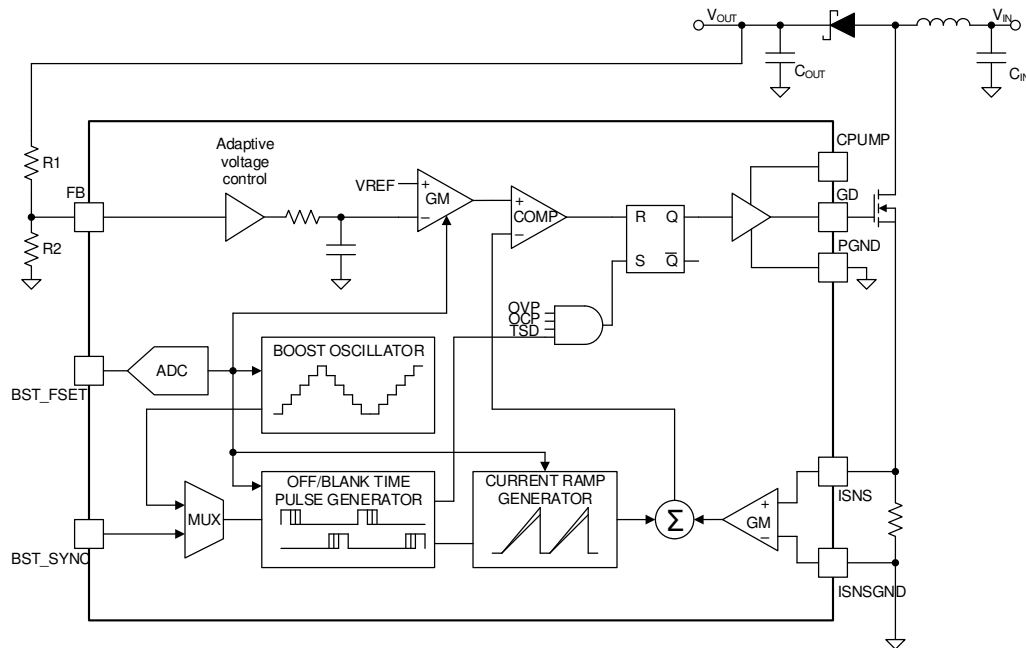 VOUT
VIN
COUT
CIN
R1
Adaptive
voltage
control
CPUMP
VREF
+
GM
−
+
COMP
−
R Q
S Q̅
GD
FB
R2
PGND
OVP
OCP
TSD
BOOST OSCILLATOR
ADC
BST_FSET
OFF/BLANK TIME
PULSE GENERATOR
CURRENT RAMP
GENERATOR
ISNS
MUX
Σ
+
GM
−
BST_SYNC
ISNSGND